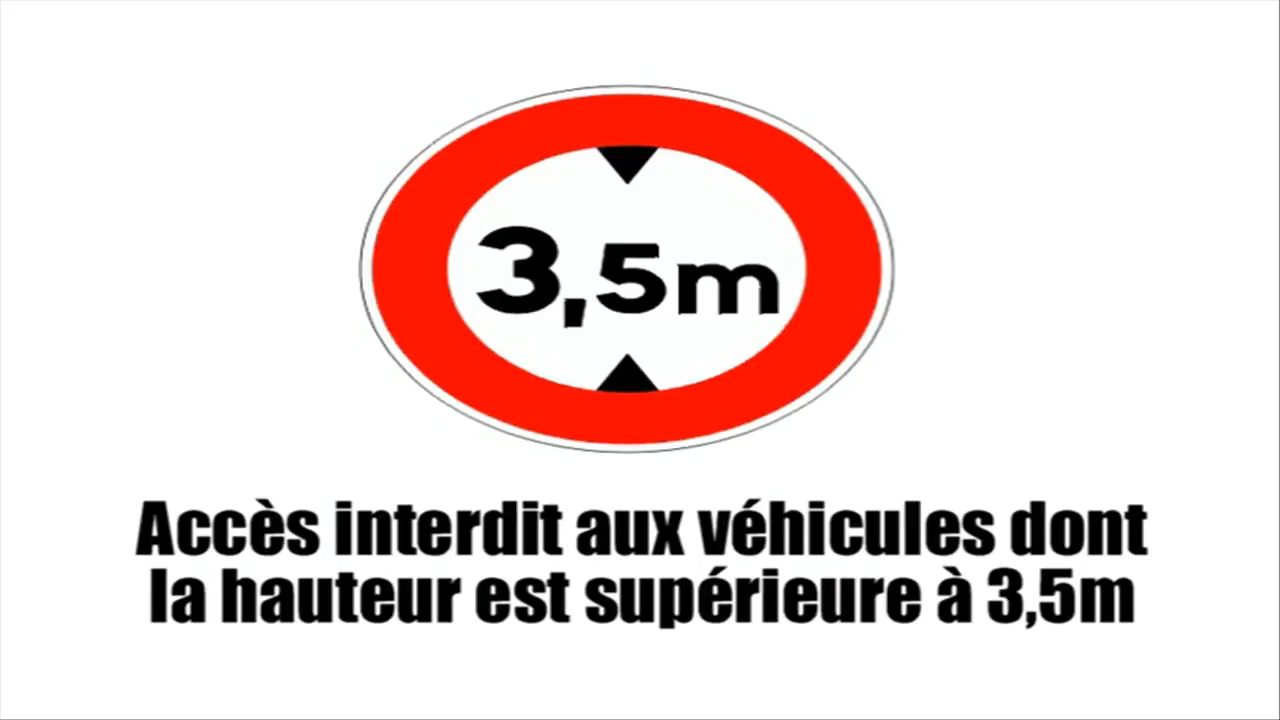 3,5m
Accès interdit aux véhicules dont
la hauteur est supérieure à 3,5m